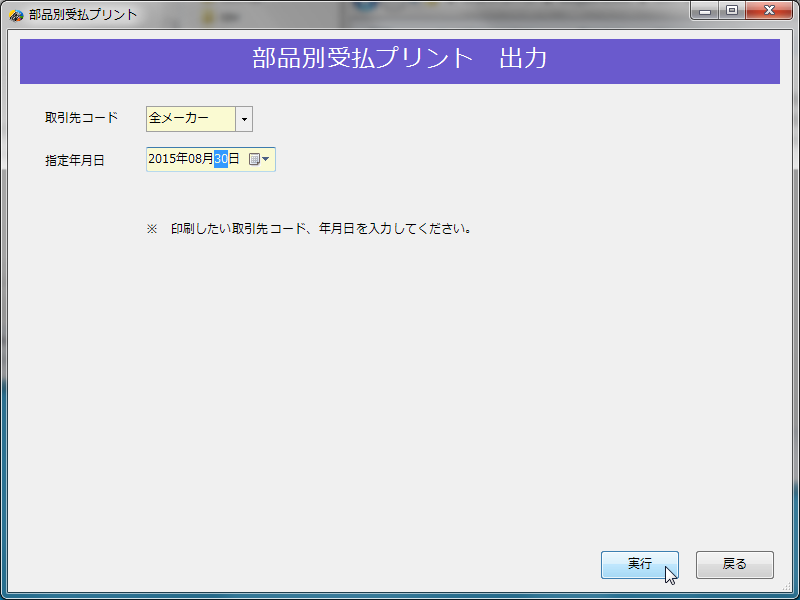 部品別受払プリント
部品別受払プリント　出力
取引先コード 全メーカー
指定年月日 2015年08月30日
※　印刷したい取引先コード、年月日を入力してください。
実行 戻る